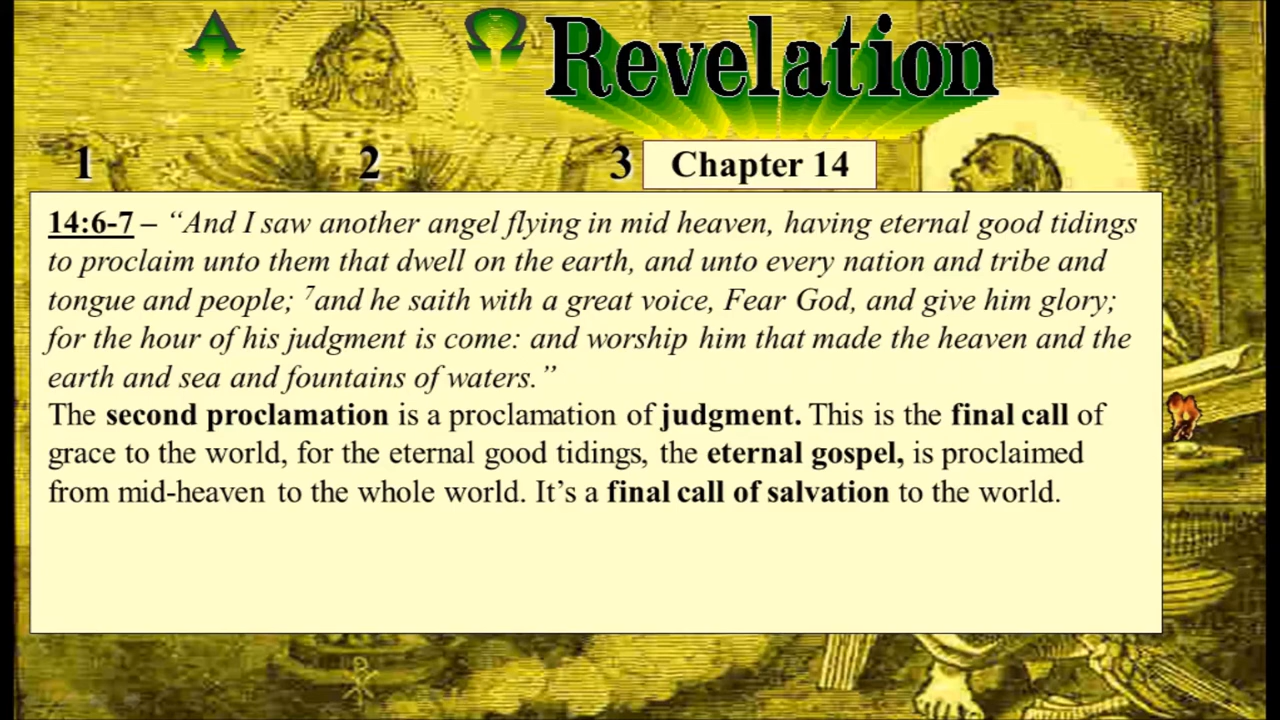 Α Ω Revelation
1 2 3 Chapter 14
14:6-7 – “And I saw another angel flying in mid heaven, having eternal good tidings
to proclaim unto them that dwell on the earth, and unto every nation and tribe and
tongue and people; ⁷and he saith with a great voice, Fear God, and give him glory;
for the hour of his judgment is come: and worship him that made the heaven and the
earth and sea and fountains of waters.”
The second proclamation is a proclamation of judgment. This is the final call of
grace to the world, for the eternal good tidings, the eternal gospel, is proclaimed
from mid-heaven to the whole world. It’s a final call of salvation to the world.